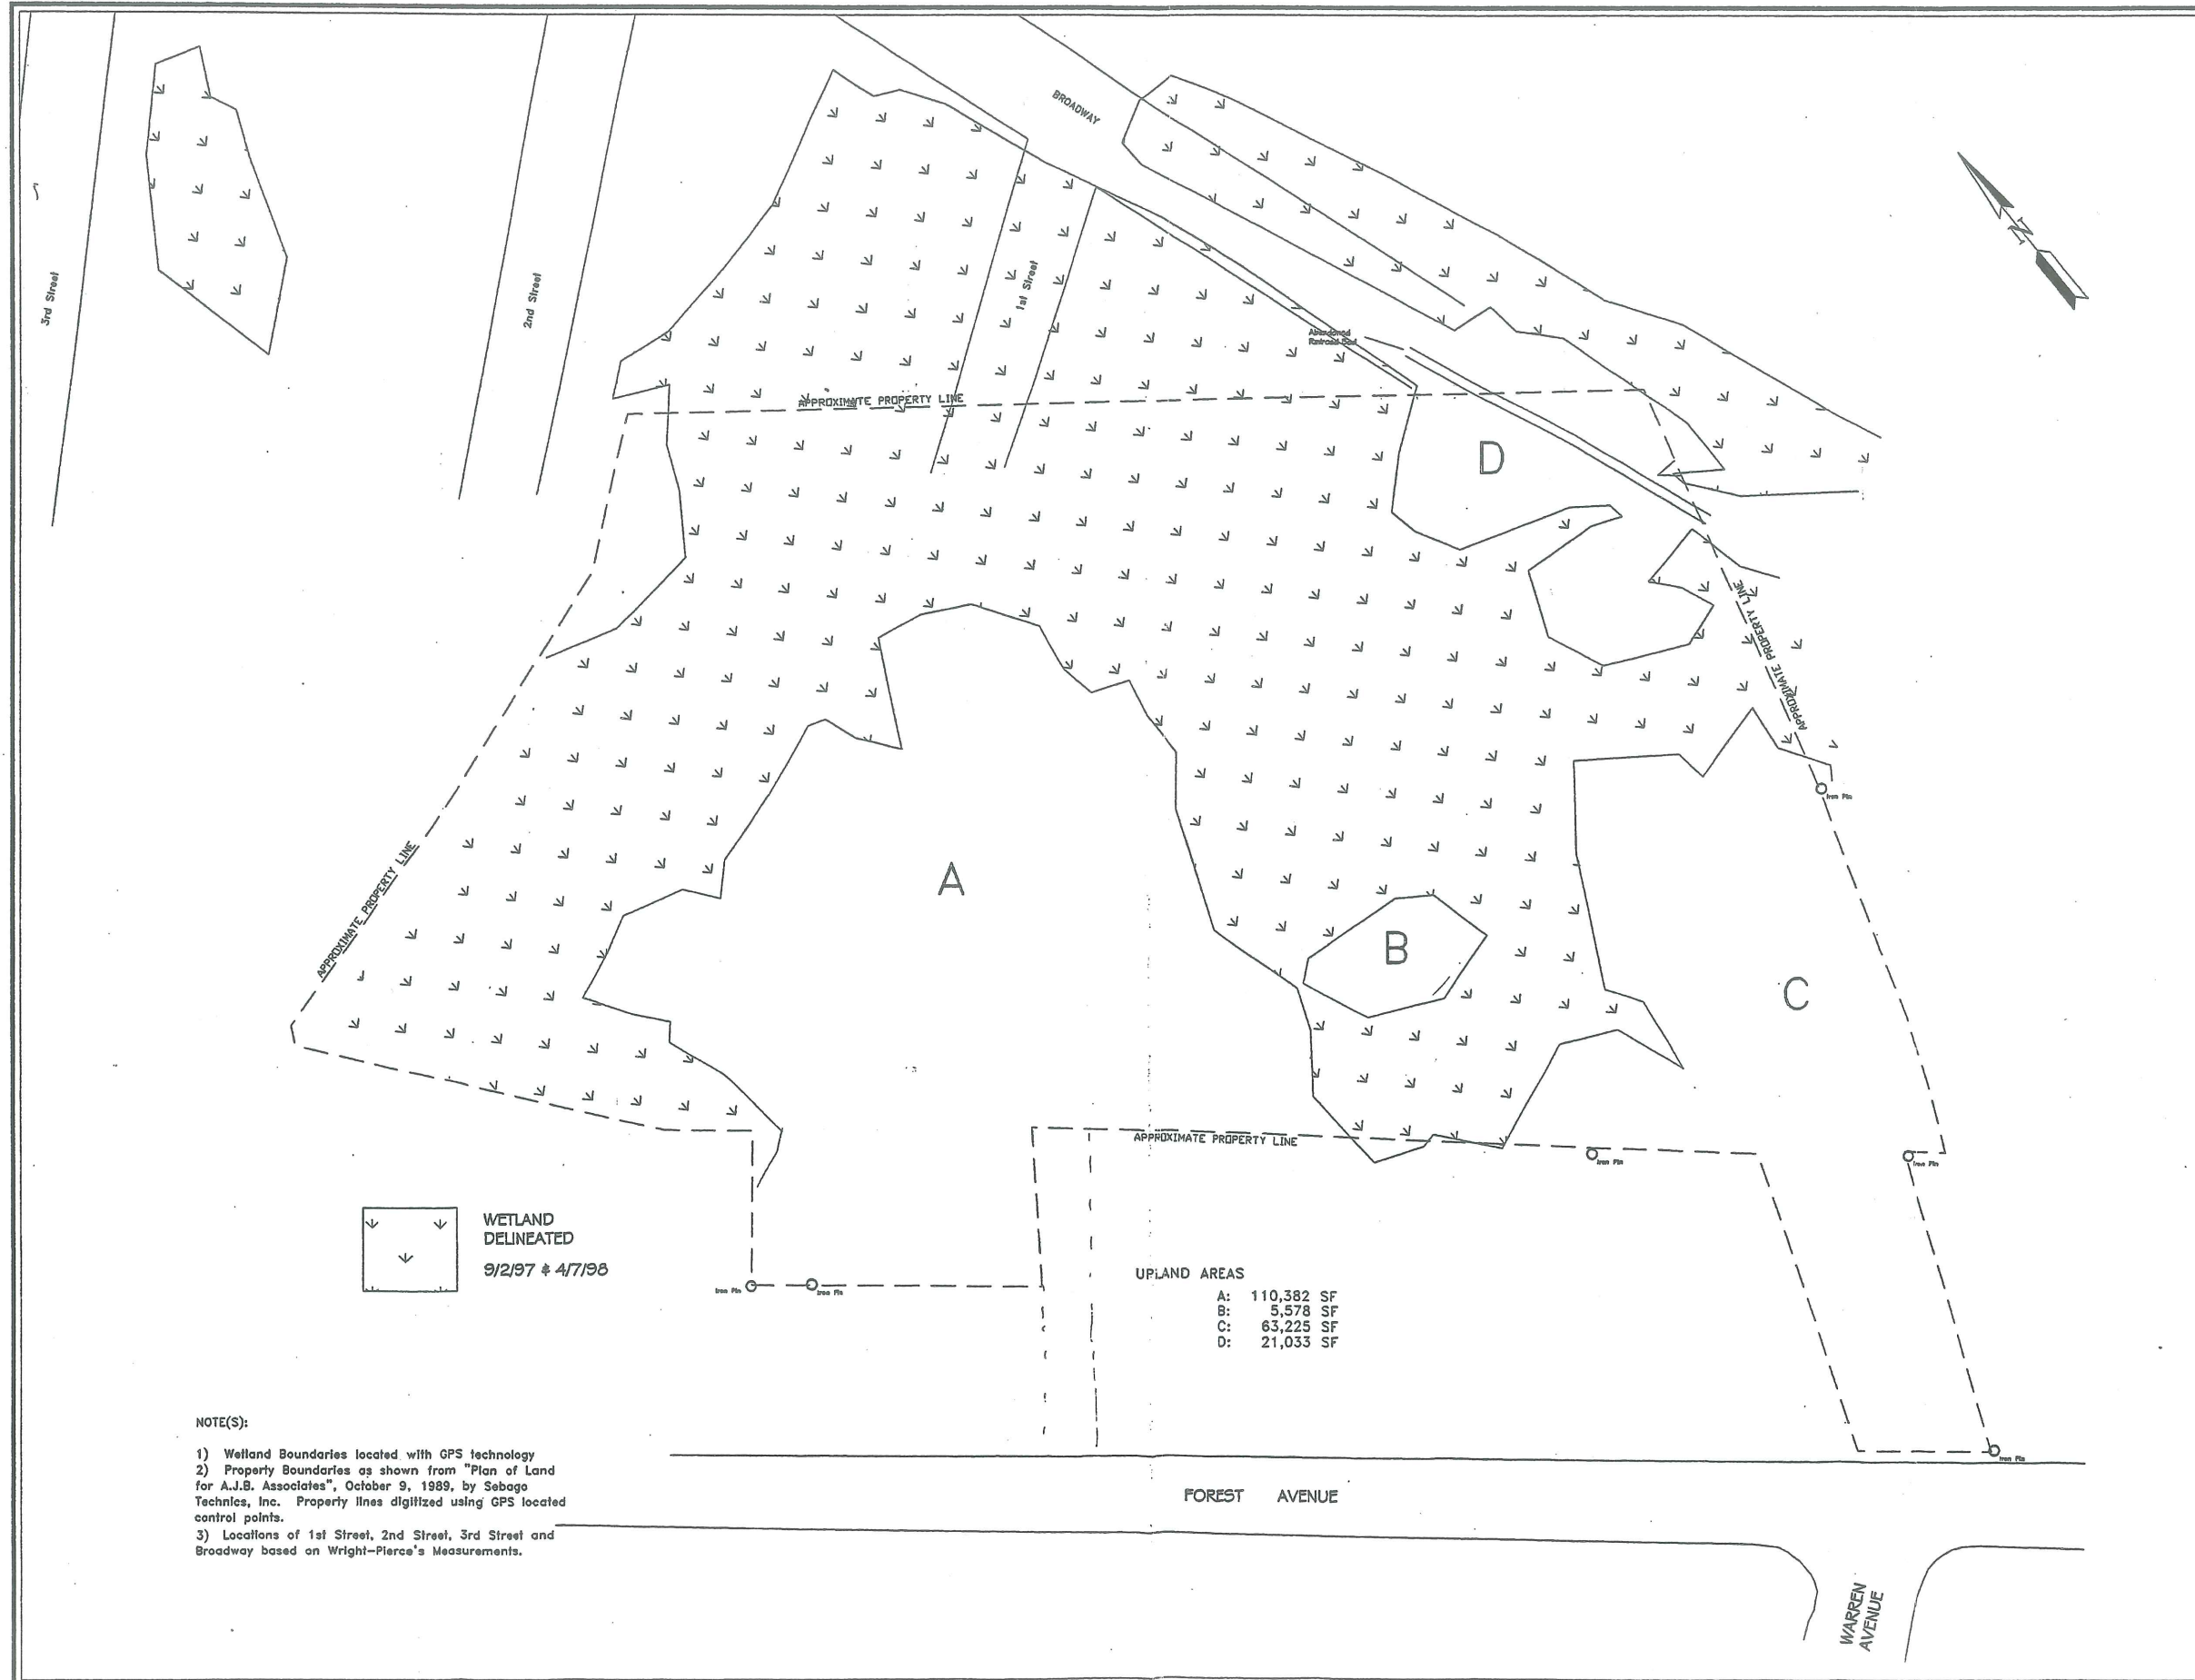 BROADWAY
N
3rd Street
2nd Street
1st Street
Abandoned
Railroad Bed
APPROXIMATE PROPERTY LINE
D
APPROXIMATE PROPERTY LINE
Iron Pin
APPROXIMATE PROPERTY LINE
A
B
C
APPROXIMATE PROPERTY LINE
Iron Pin
Iron Pin
WETLAND
DELINEATED
9/2/97 & 4/7/98
Iron Pin
Iron Pin
UPLAND AREAS
A: 110,382 SF
B: 5,578 SF
C: 63,225 SF
D: 21,033 SF
NOTE(S):
1) Wetland Boundaries located with GPS technology
2) Property Boundaries as shown from "Plan of Land
for A.J.B. Associates", October 9, 1989, by Sebago
Technics, Inc. Property lines digitized using GPS located
control points.
3) Locations of 1st Street, 2nd Street, 3rd Street and
Broadway based on Wright-Pierce's Measurements.
Iron Pin
FOREST AVENUE
WARREN
AVENUE